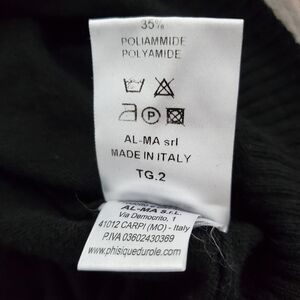 35%
POLIAMMIDE
POLYAMIDE
P
AL-MA srl
MADE IN ITALY
TG.2
AL-MA S.r.L.
Via Democrito, 1
41012 CARPI (MO) - Italy
P.IVA 03602430369
www.phisiquedurole.com